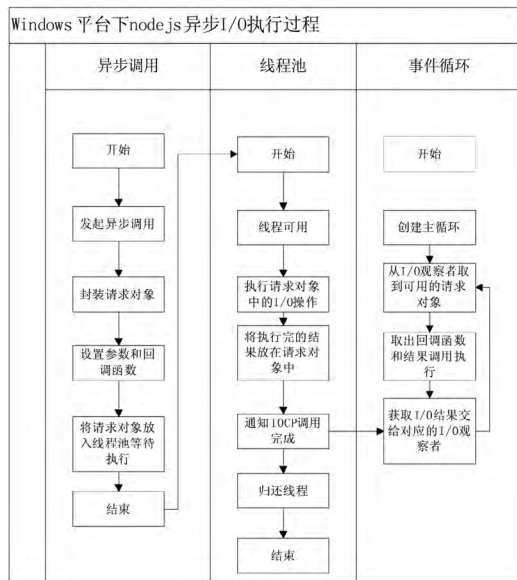 Windows 平台下nodejs异步I/O执行过程
异步调用
线程池
事件循环
开始
发起异步调用
封装请求对象
设置参数和回
调函数
将请求对象放
入线程池等待
执行
结束
开始
线程可用
执行请求对象
中的I/O操作
将执行完的结
果放在请求对
象中
通知IOCP调用
完成
归还线程
结束
开始
创建主循环
从I/O观察者取
到可用的请求
对象
取出回调函数
和结果调用执
行
获取I/O结果交
给对应的I/O观
察者